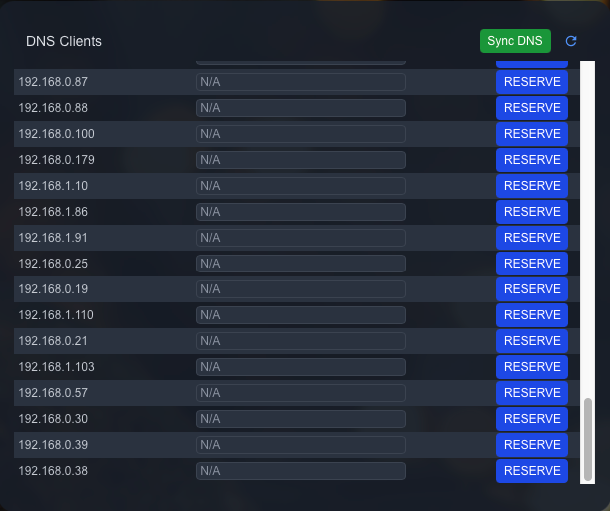 DNS Clients Sync DNS
192.168.0.87 N/A RESERVE
192.168.0.88 N/A RESERVE
192.168.0.100 N/A RESERVE
192.168.0.179 N/A RESERVE
192.168.1.10 N/A RESERVE
192.168.1.86 N/A RESERVE
192.168.1.91 N/A RESERVE
192.168.0.25 N/A RESERVE
192.168.0.19 N/A RESERVE
192.168.1.110 N/A RESERVE
192.168.0.21 N/A RESERVE
192.168.1.103 N/A RESERVE
192.168.0.57 N/A RESERVE
192.168.0.30 N/A RESERVE
192.168.0.39 N/A RESERVE
192.168.0.38 N/A RESERVE